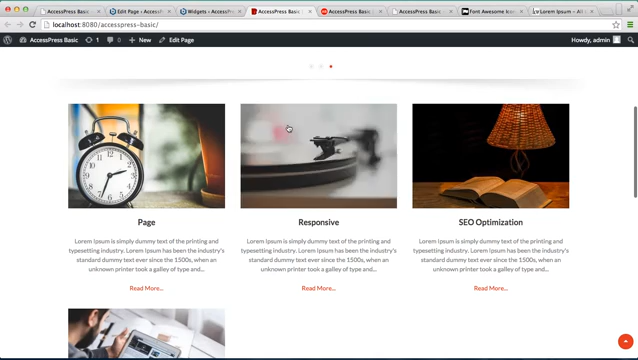 AccessPress Basic
Edit Page
Widgets ‹ AccessPress
AccessPress Basic
AccessPress Basic
AccessPress Basic
Font Awesome Icon
Lorem Ipsum - All
localhost:8080/accesspress-basic/
AccessPress Basic
1
0
+ New
Edit Page
Howdy, admin
Page
Responsive
SEO Optimization
Lorem Ipsum is simply dummy text of the printing and
typesetting industry. Lorem Ipsum has been the industry's
standard dummy text ever since the 1500s, when an
unknown printer took a galley of type and...
Lorem Ipsum is simply dummy text of the printing and
typesetting industry. Lorem Ipsum has been the industry's
standard dummy text ever since the 1500s, when an
unknown printer took a galley of type and...
Lorem Ipsum is simply dummy text of the printing and
typesetting industry. Lorem Ipsum has been the industry's
standard dummy text ever since the 1500s, when an
unknown printer took a galley of type and...
Read More...
Read More...
Read More...